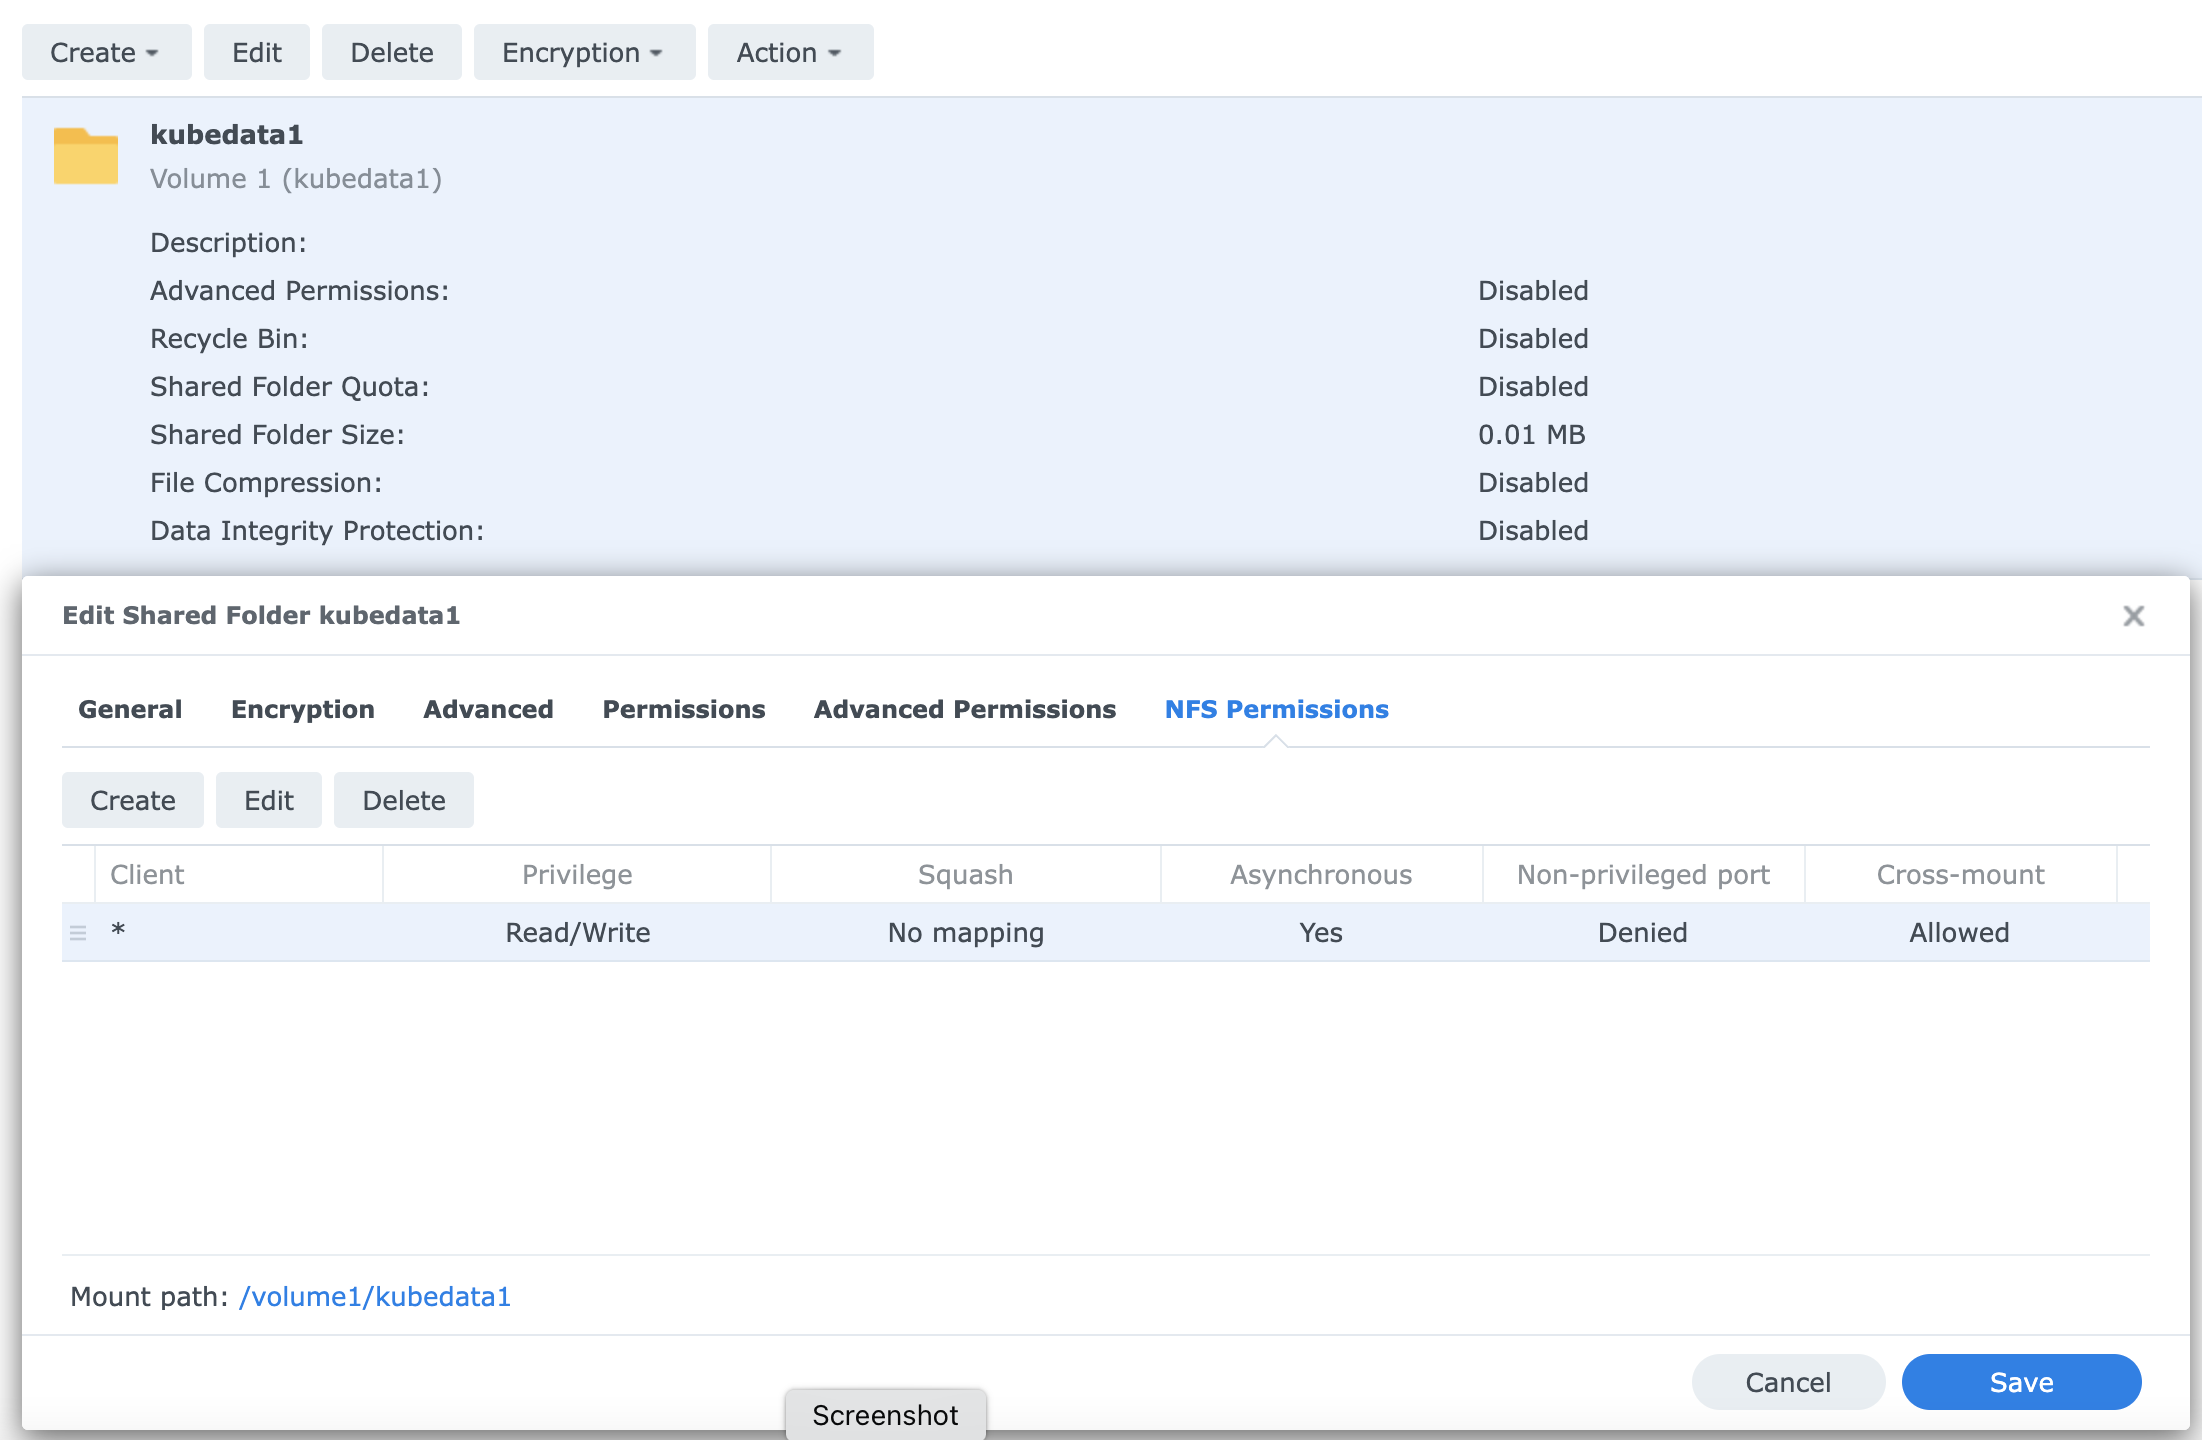 Create Edit Delete Encryption Action
kubedata1
Volume 1 (kubedata1)
Description:
Advanced Permissions: Disabled
Recycle Bin: Disabled
Shared Folder Quota: Disabled
Shared Folder Size: 0.01 MB
File Compression: Disabled
Data Integrity Protection: Disabled
Edit Shared Folder kubedata1
General Encryption Advanced Permissions Advanced Permissions NFS Permissions
Create Edit Delete
Client Privilege Squash Asynchronous Non-privileged port Cross-mount
* Read/Write No mapping Yes Denied Allowed
Mount path: /volume1/kubedata1
Cancel Save
Screenshot